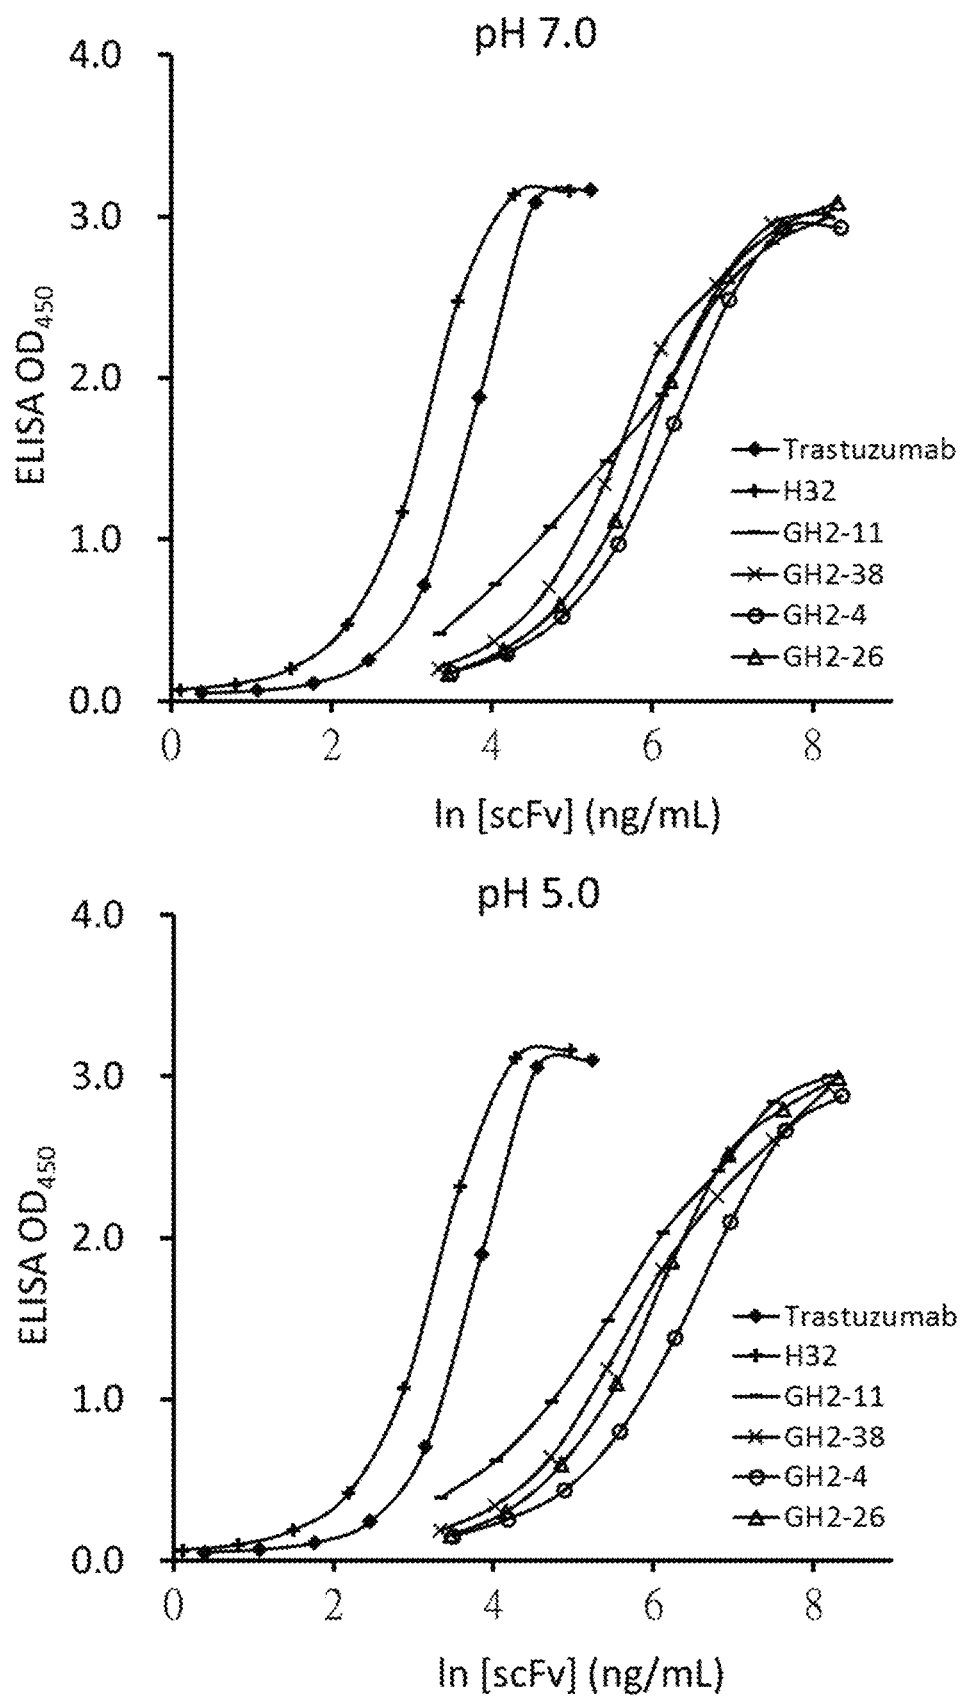 pH 7.0
4.0
3.0
2.0
1.0
0.0
ELISA OD450
0 2 4 6 8
ln [scFv] (ng/mL)
Trastuzumab
H32
GH2-11
GH2-38
GH2-4
GH2-26
pH 5.0
4.0
3.0
2.0
1.0
0.0
ELISA OD450
0 2 4 6 8
ln [scFv] (ng/mL)
Trastuzumab
H32
GH2-11
GH2-38
GH2-4
GH2-26